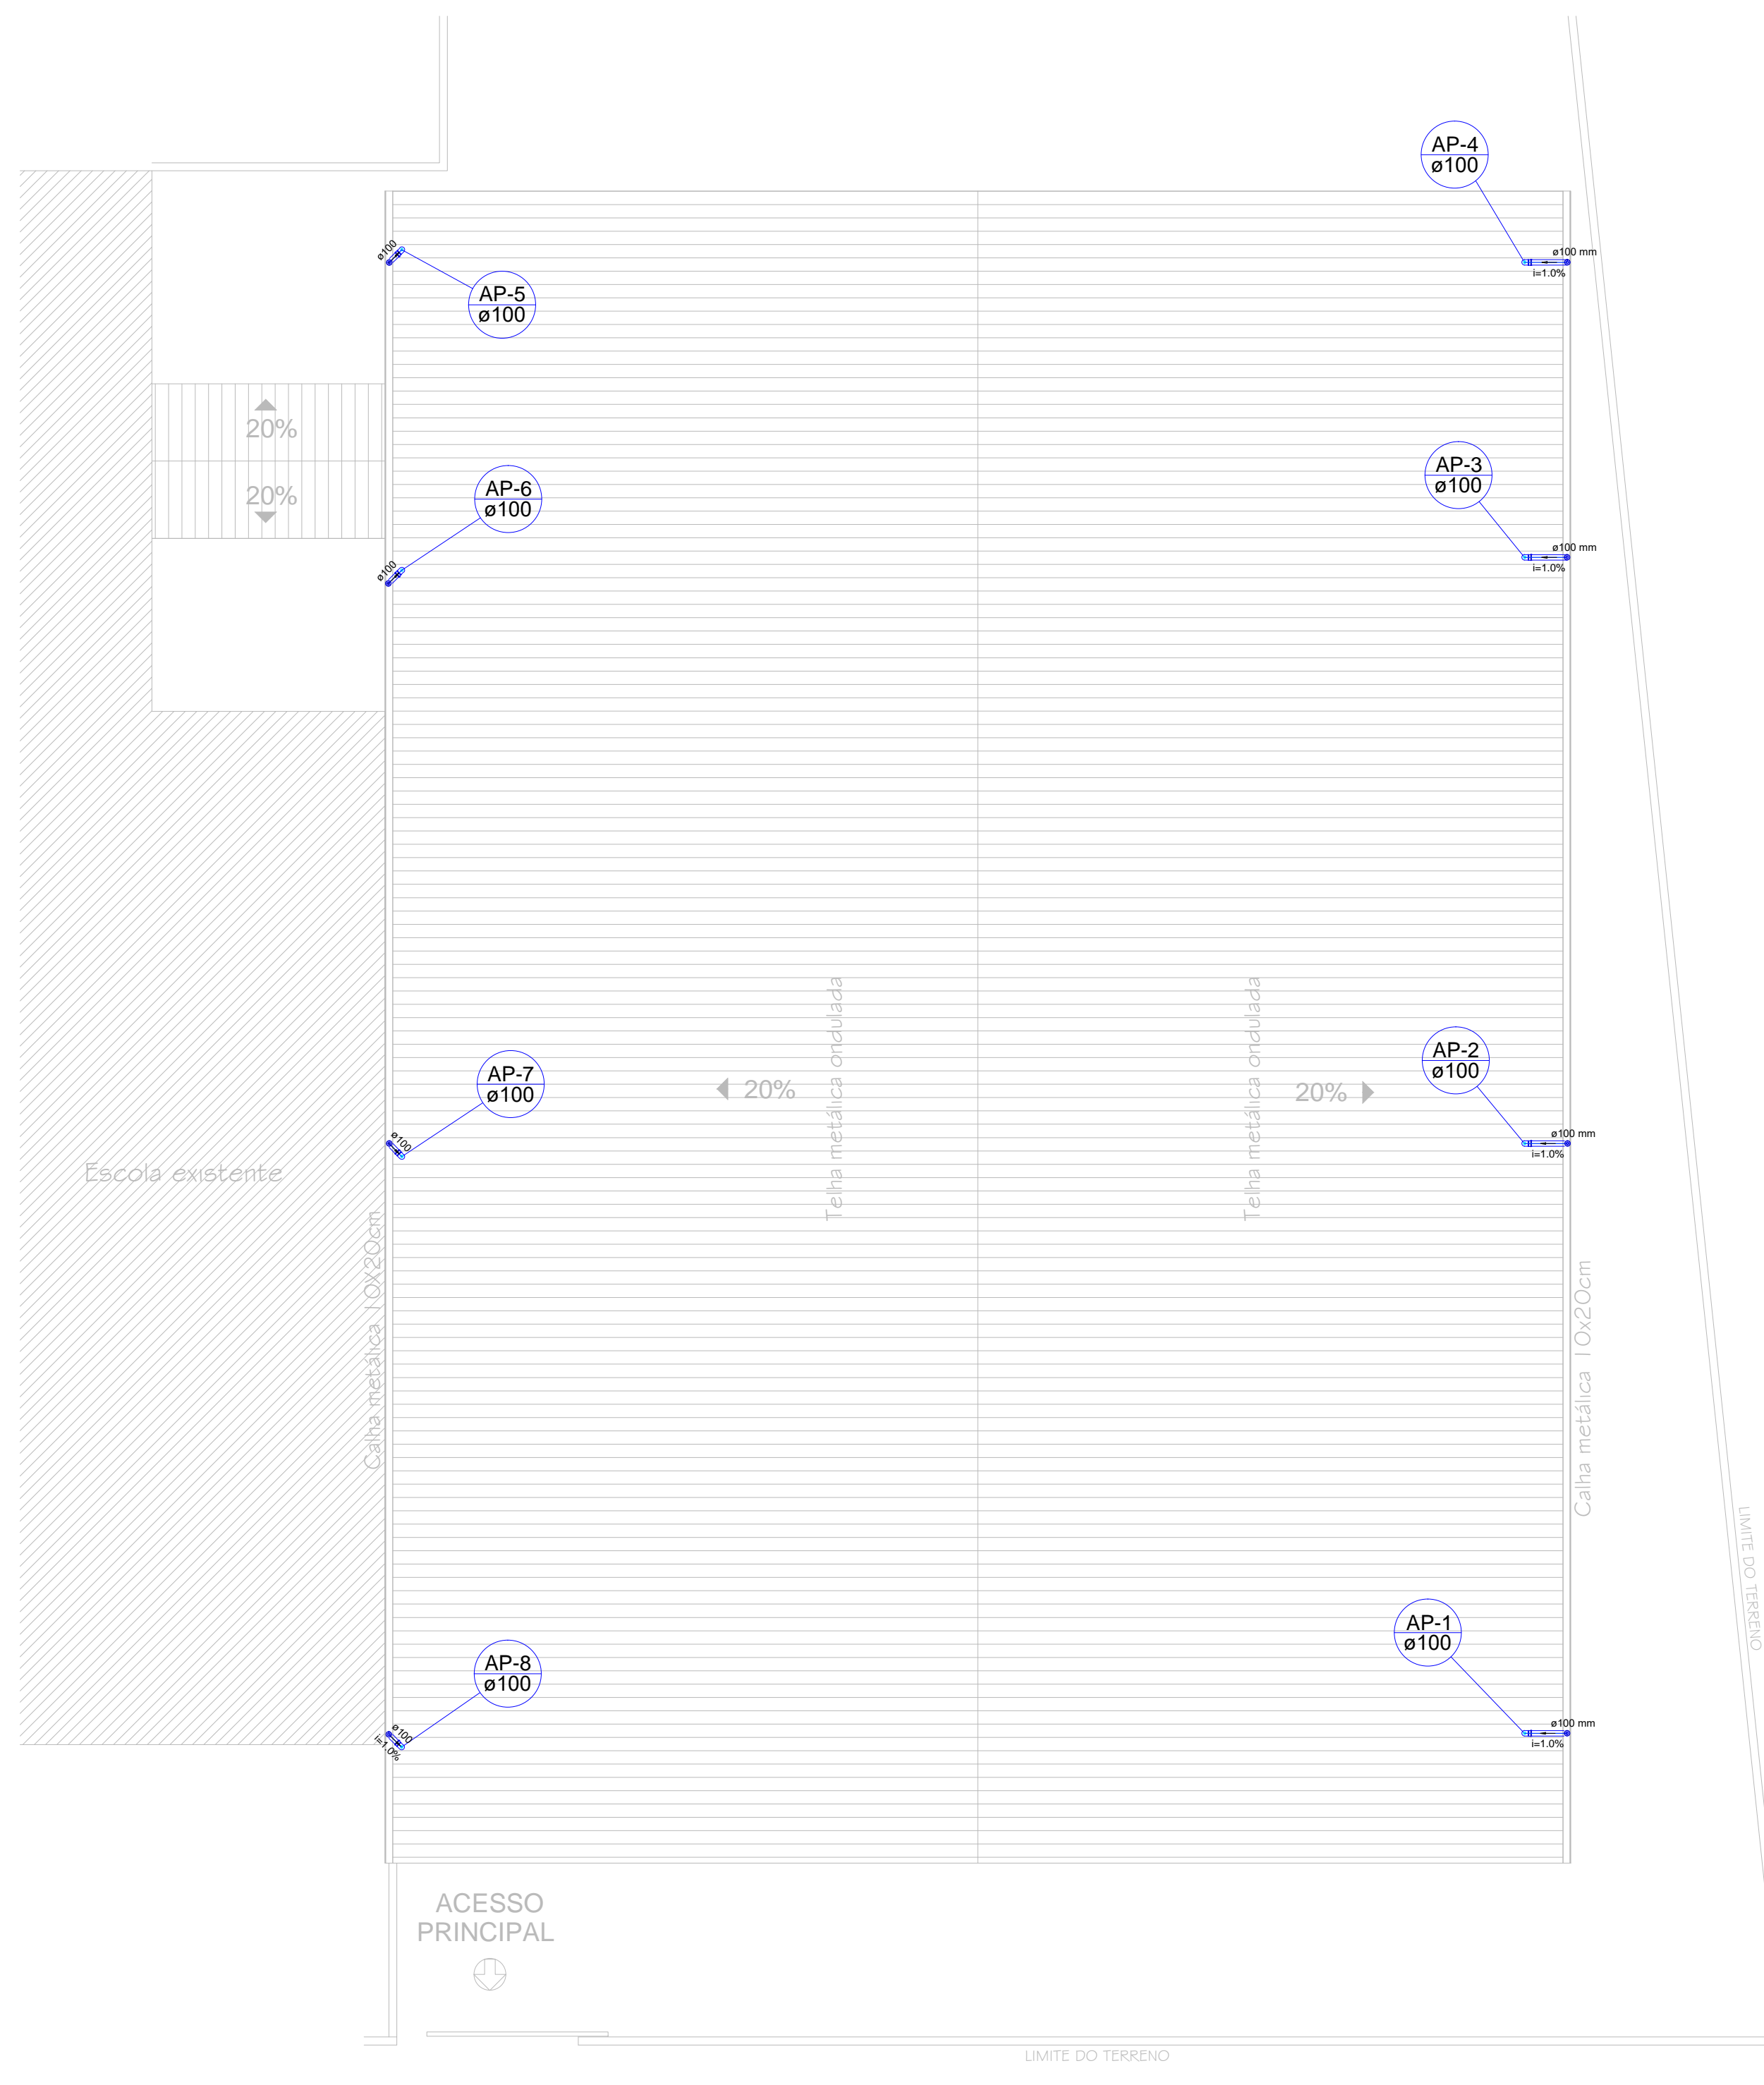 AP-4
ø100
ø100 mm
i=1.0%
ø100
AP-5
ø100
20%
20%
AP-3
ø100
AP-6
ø100
ø100 mm
i=1.0%
ø100
Telha metálica ondulada
Telha metálica ondulada
AP-2
ø100
AP-7
ø100
20%
20%
ø100 mm
i=1.0%
ø100
Escola existente
Calha metálica 10X20cm
Calha metálica 10x20cm
LIMITE DO TERRENO
AP-1
ø100
AP-8
ø100
ø100 mm
i=1.0%
ø100
i=1.0%
ACESSO
PRINCIPAL
LIMITE DO TERRENO